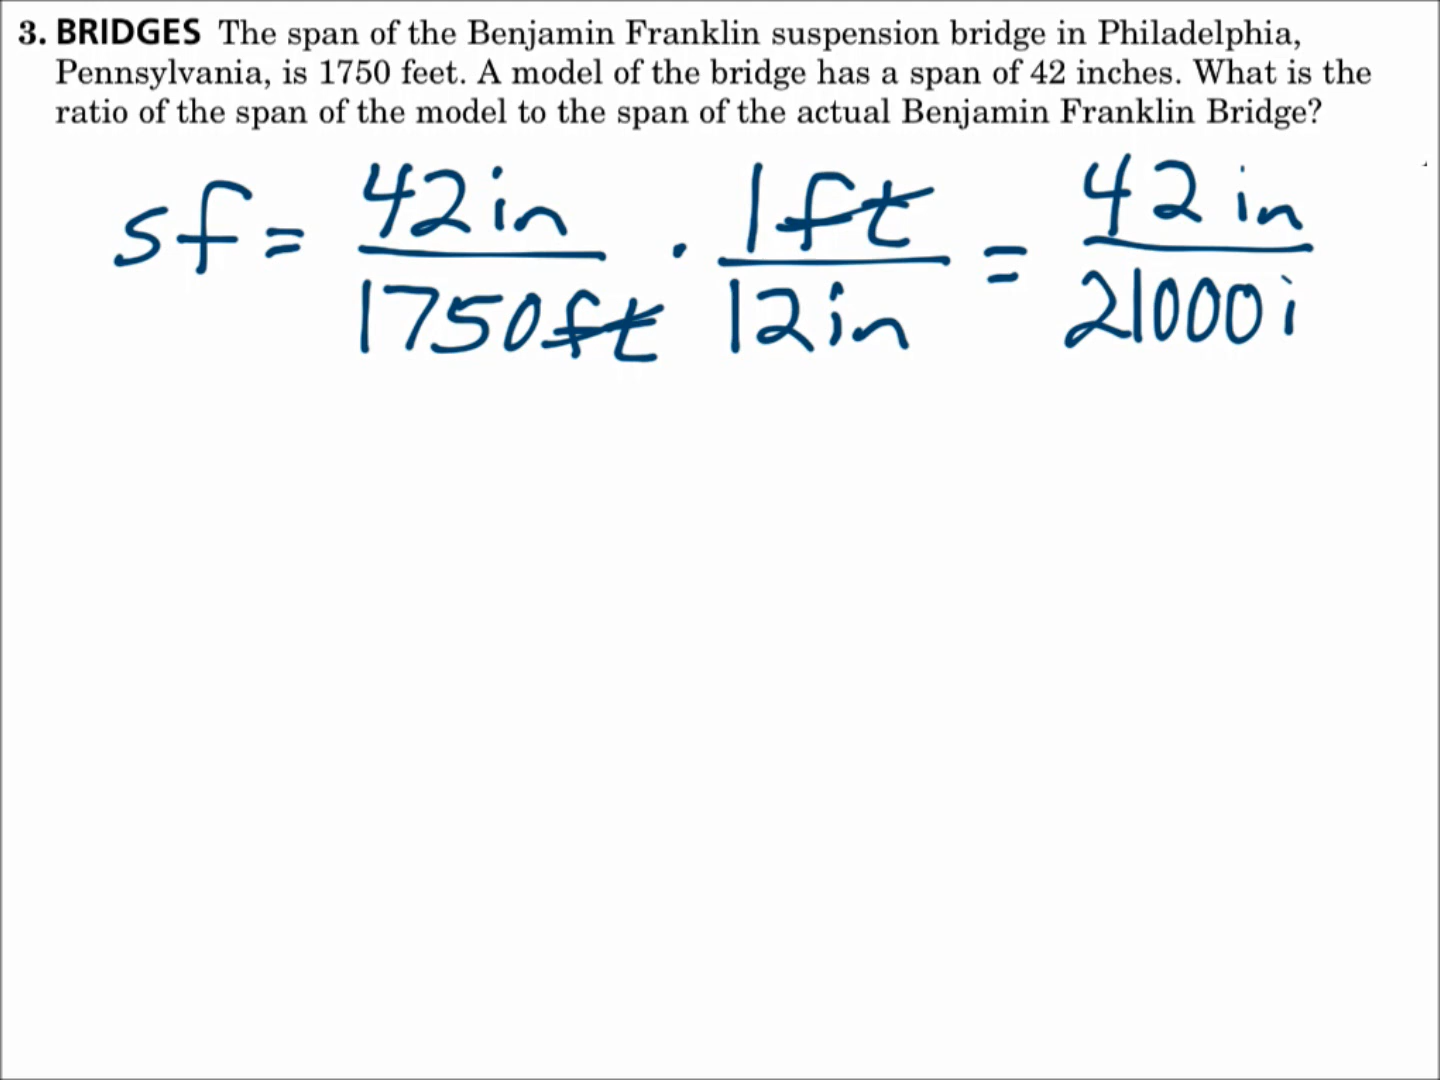 3. BRIDGES The span of the Benjamin Franklin suspension bridge in Philadelphia,
Pennsylvania, is 1750 feet. A model of the bridge has a span of 42 inches. What is the
ratio of the span of the model to the span of the actual Benjamin Franklin Bridge?
sf = 42 in / 1750 ft · 1 ft / 12 in = 42 in / 21000 i